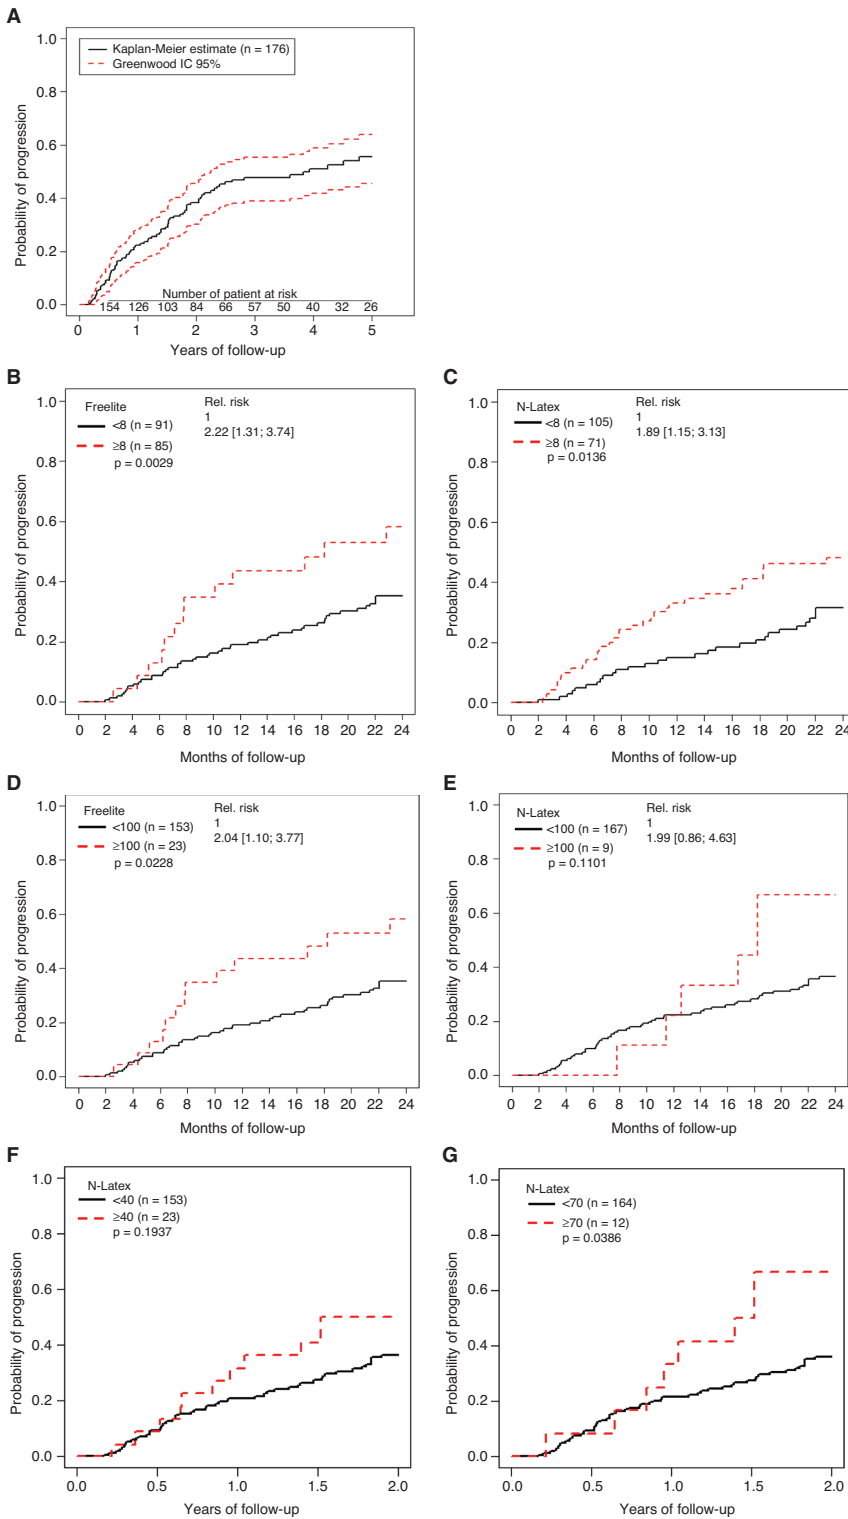 A
1.0
0.8
0.6
0.4
0.2
0.0
Probability of progression
Kaplan-Meier estimate (n = 176)
Greenwood IC 95%
Number of patient at risk
154 126 103 84 66 57 50 40 32 26
0 1 2 3 4 5
Years of follow-up
B
1.0
0.8
0.6
0.4
0.2
0.0
Probability of progression
Freelite
<8 (n = 91)
≥8 (n = 85)
p = 0.0029
Rel. risk
1
2.22 [1.31; 3.74]
0 2 4 6 8 10 12 14 16 18 20 22 24
Months of follow-up
C
1.0
0.8
0.6
0.4
0.2
0.0
Probability of progression
N-Latex
<8 (n = 105)
≥8 (n = 71)
p = 0.0136
Rel. risk
1
1.89 [1.15; 3.13]
0 2 4 6 8 10 12 14 16 18 20 22 24
Months of follow-up
D
1.0
0.8
0.6
0.4
0.2
0.0
Probability of progression
Freelite
<100 (n = 153)
≥100 (n = 23)
p = 0.0228
Rel. risk
1
2.04 [1.10; 3.77]
0 2 4 6 8 10 12 14 16 18 20 22 24
Months of follow-up
E
1.0
0.8
0.6
0.4
0.2
0.0
Probability of progression
N-Latex
<100 (n = 167)
≥100 (n = 9)
p = 0.1101
Rel. risk
1
1.99 [0.86; 4.63]
0 2 4 6 8 10 12 14 16 18 20 22 24
Months of follow-up
F
1.0
0.8
0.6
0.4
0.2
0.0
Probability of progression
N-Latex
<40 (n = 153)
≥40 (n = 23)
p = 0.1937
0.0 0.5 1.0 1.5 2.0
Years of follow-up
G
1.0
0.8
0.6
0.4
0.2
0.0
Probability of progression
N-Latex
<70 (n = 164)
≥70 (n = 12)
p = 0.0386
0.0 0.5 1.0 1.5 2.0
Years of follow-up